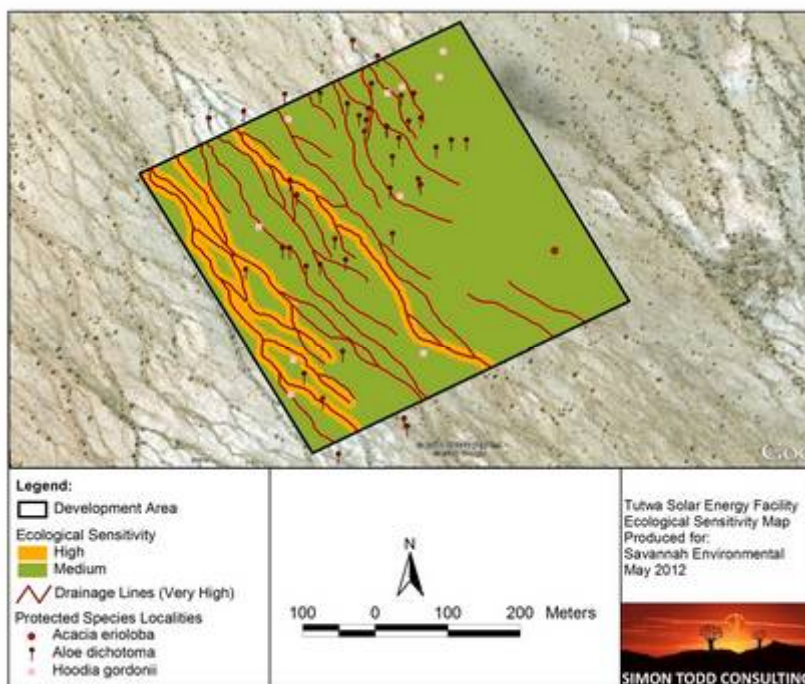 Goo
Legend:
Development Area
Ecological Sensitivity
High
Medium
Drainage Lines (Very High)
Protected Species Localities
Acacia erioloba
Aloe dichotoma
Hoodia gordonii
N
100 0 100 200 Meters
Tutwa Solar Energy Facility
Ecological Sensitivity Map
Produced for:
Savannah Environmental
May 2012
SIMON TODD CONSULTING